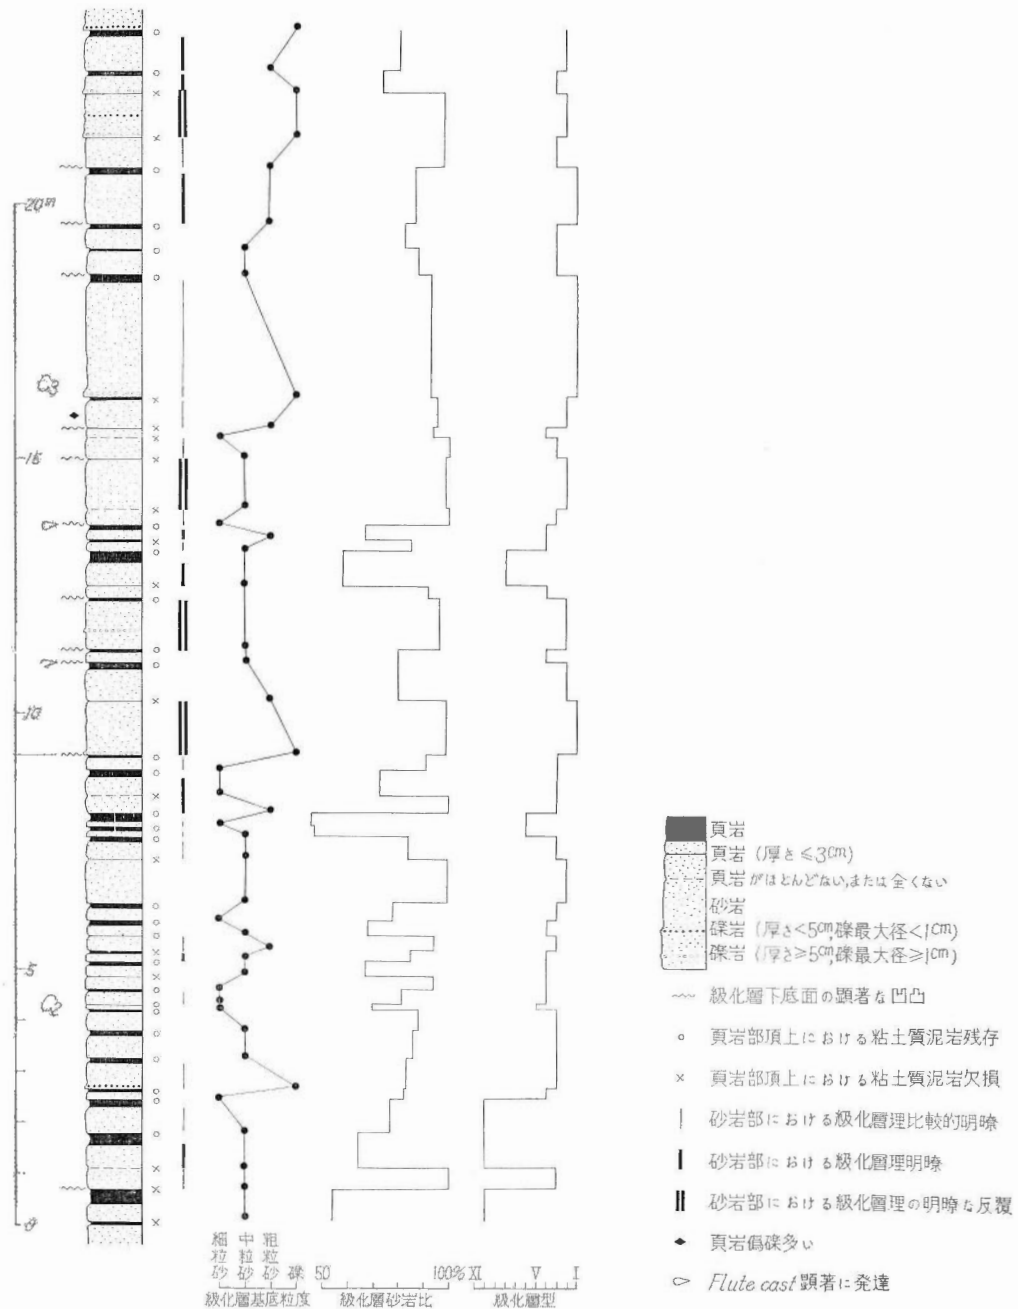 20m
C3
15
10
5
C2
0
細粒砂
中粒砂
粗粒砂
礫
級化層基底粒度
50
100%
級化層砂岩比
XI
V
I
級化層型
頁岩
頁岩 (厚さ≤3cm)
頁岩がほとんどない,または全くない
砂岩
礫岩 (厚さ<5cm,礫最大径<1cm)
礫岩 (厚さ≥5cm,礫最大径≥1cm)
級化層下底面の顕著な凹凸
頁岩部頂上における粘土質泥岩残存
頁岩部頂上における粘土質泥岩欠損
砂岩部における級化層理比較的明瞭
砂岩部における級化層理明瞭
砂岩部における級化層理の明瞭な反覆
頁岩偽礫多い
Flute cast 顕著に発達